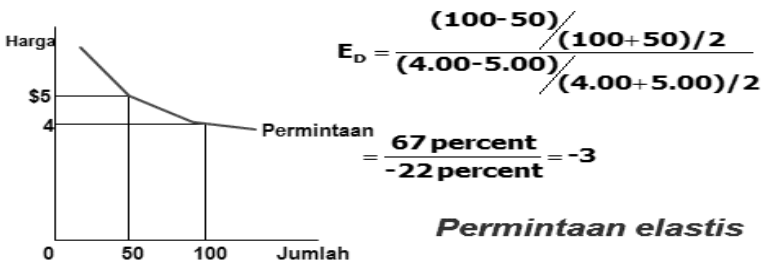 Harga
$5
4
Permintaan
0 50 100 Jumlah
E_D = (100-50)/(100+50)/2
(4.00-5.00)/(4.00+5.00)/2
= 67 percent
-22 percent = -3
Permintaan elastis